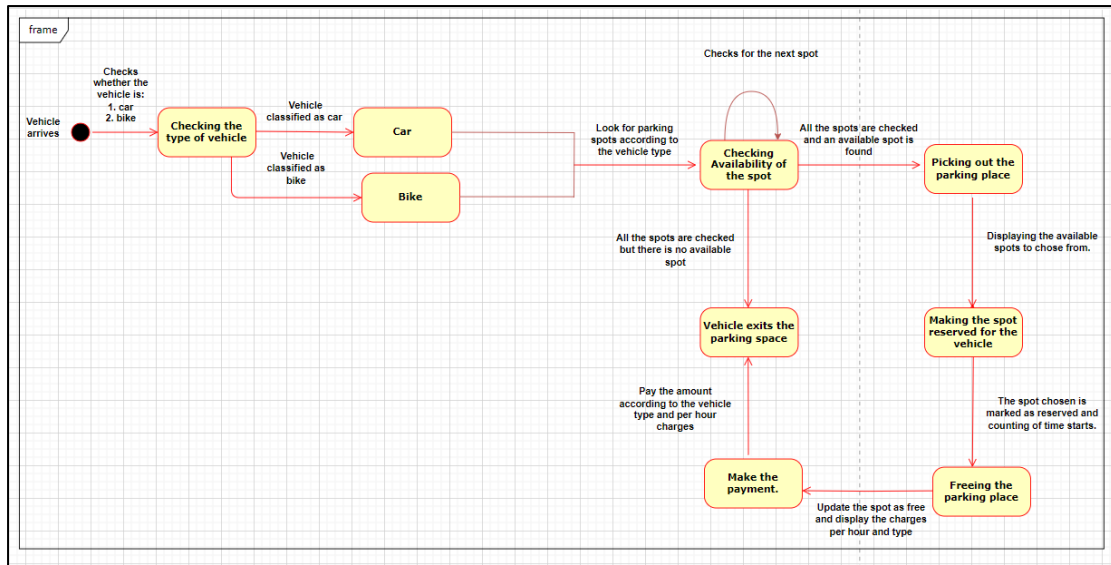 frame
Checks for the next spot
Checks
whether the
vehicle is:
1. car
2. bike
Vehicle
arrives
Checking the
type of vehicle
Vehicle
classified as car
Car
Vehicle
classified as
bike
Bike
Look for parking
spots according to
the vehicle type
Checking
Availability of
the spot
All the spots are checked
and an available spot is
found
Picking out the
parking place
All the spots are checked
but there is no available
spot
Displaying the available
spots to chose from.
Vehicle exits the
parking space
Making the spot
reserved for the
vehicle
Pay the amount
according to the vehicle
type and per hour
charges
The spot chosen is
marked as reserved and
counting of time starts.
Make the
payment.
Freeing the
parking place
Update the spot as free
and display the charges
per hour and type